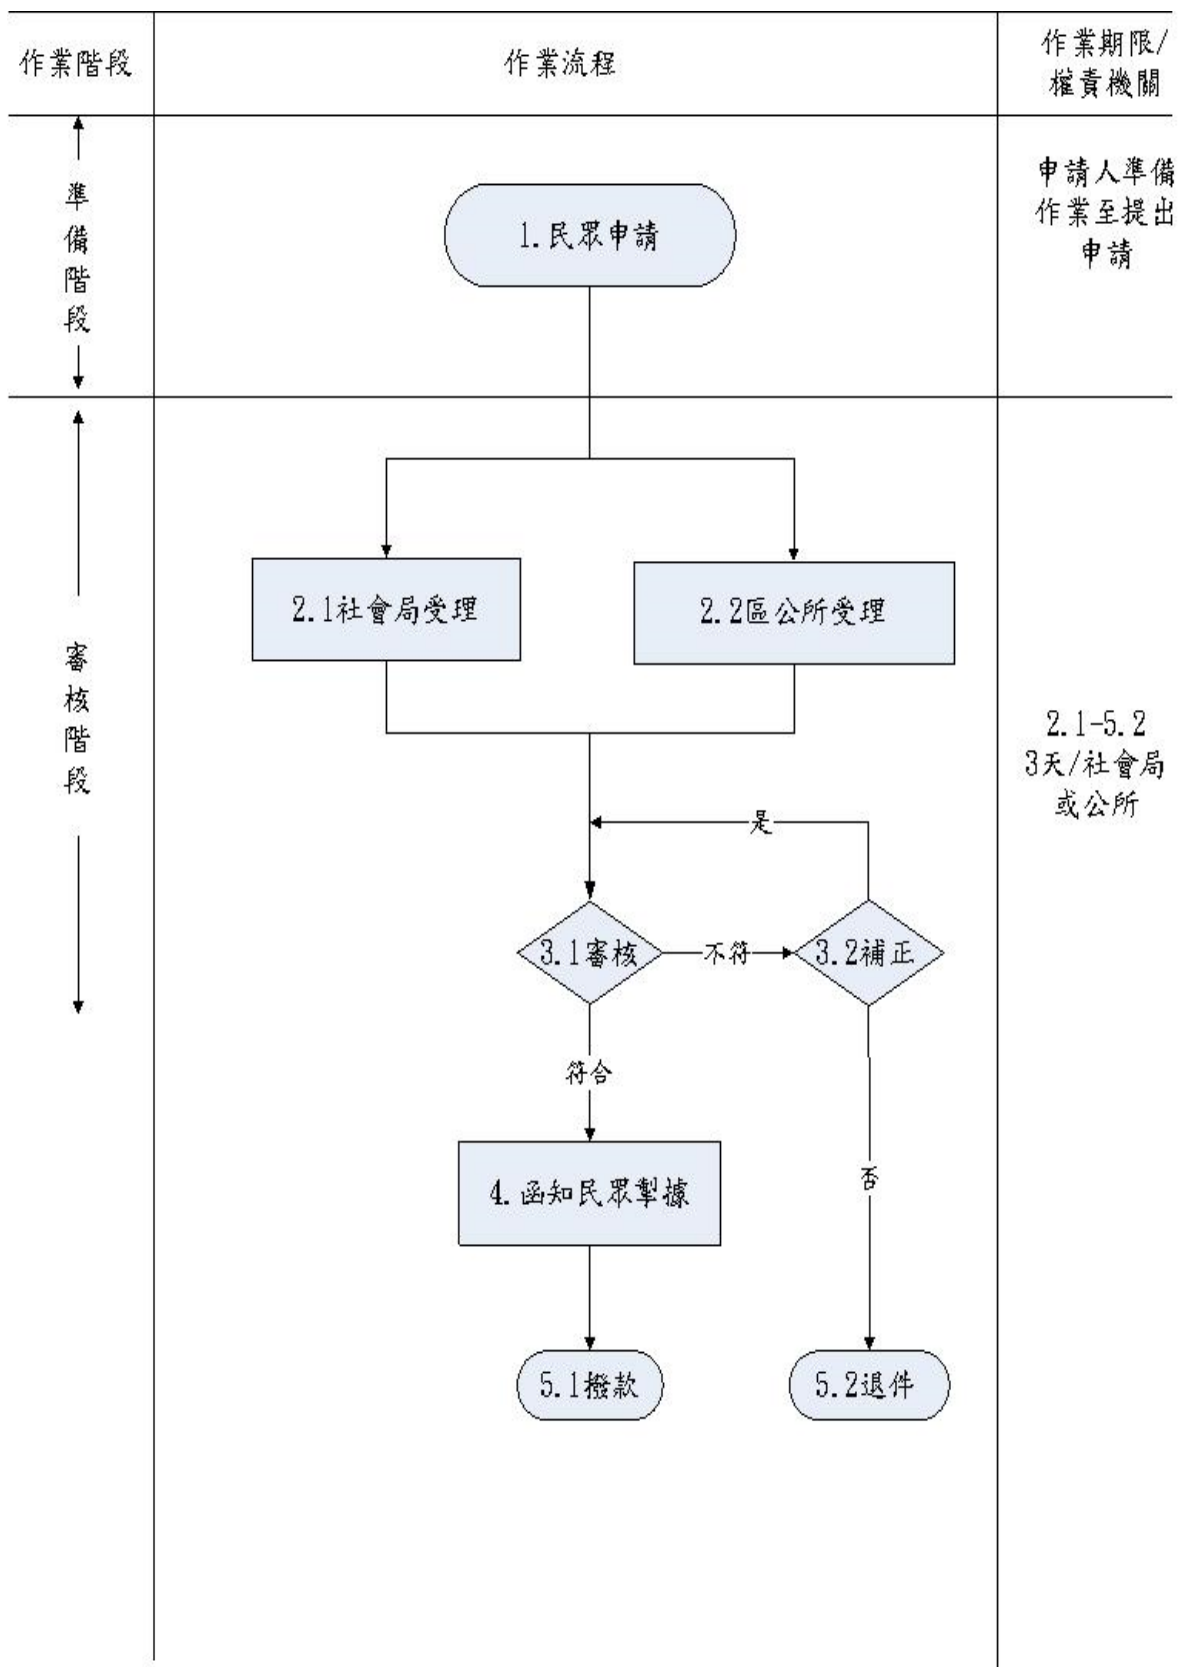 作業階段
作業流程
作業期限/
權責機關
準備階段
1.民眾申請
申請人準備
作業至提出
申請
審核階段
2.1社會局受理
2.2區公所受理
2.1-5.2
3天/社會局
或公所
是
3.1審核
不符
3.2補正
符合
否
4.函知民眾掣據
5.1撥款
5.2退件